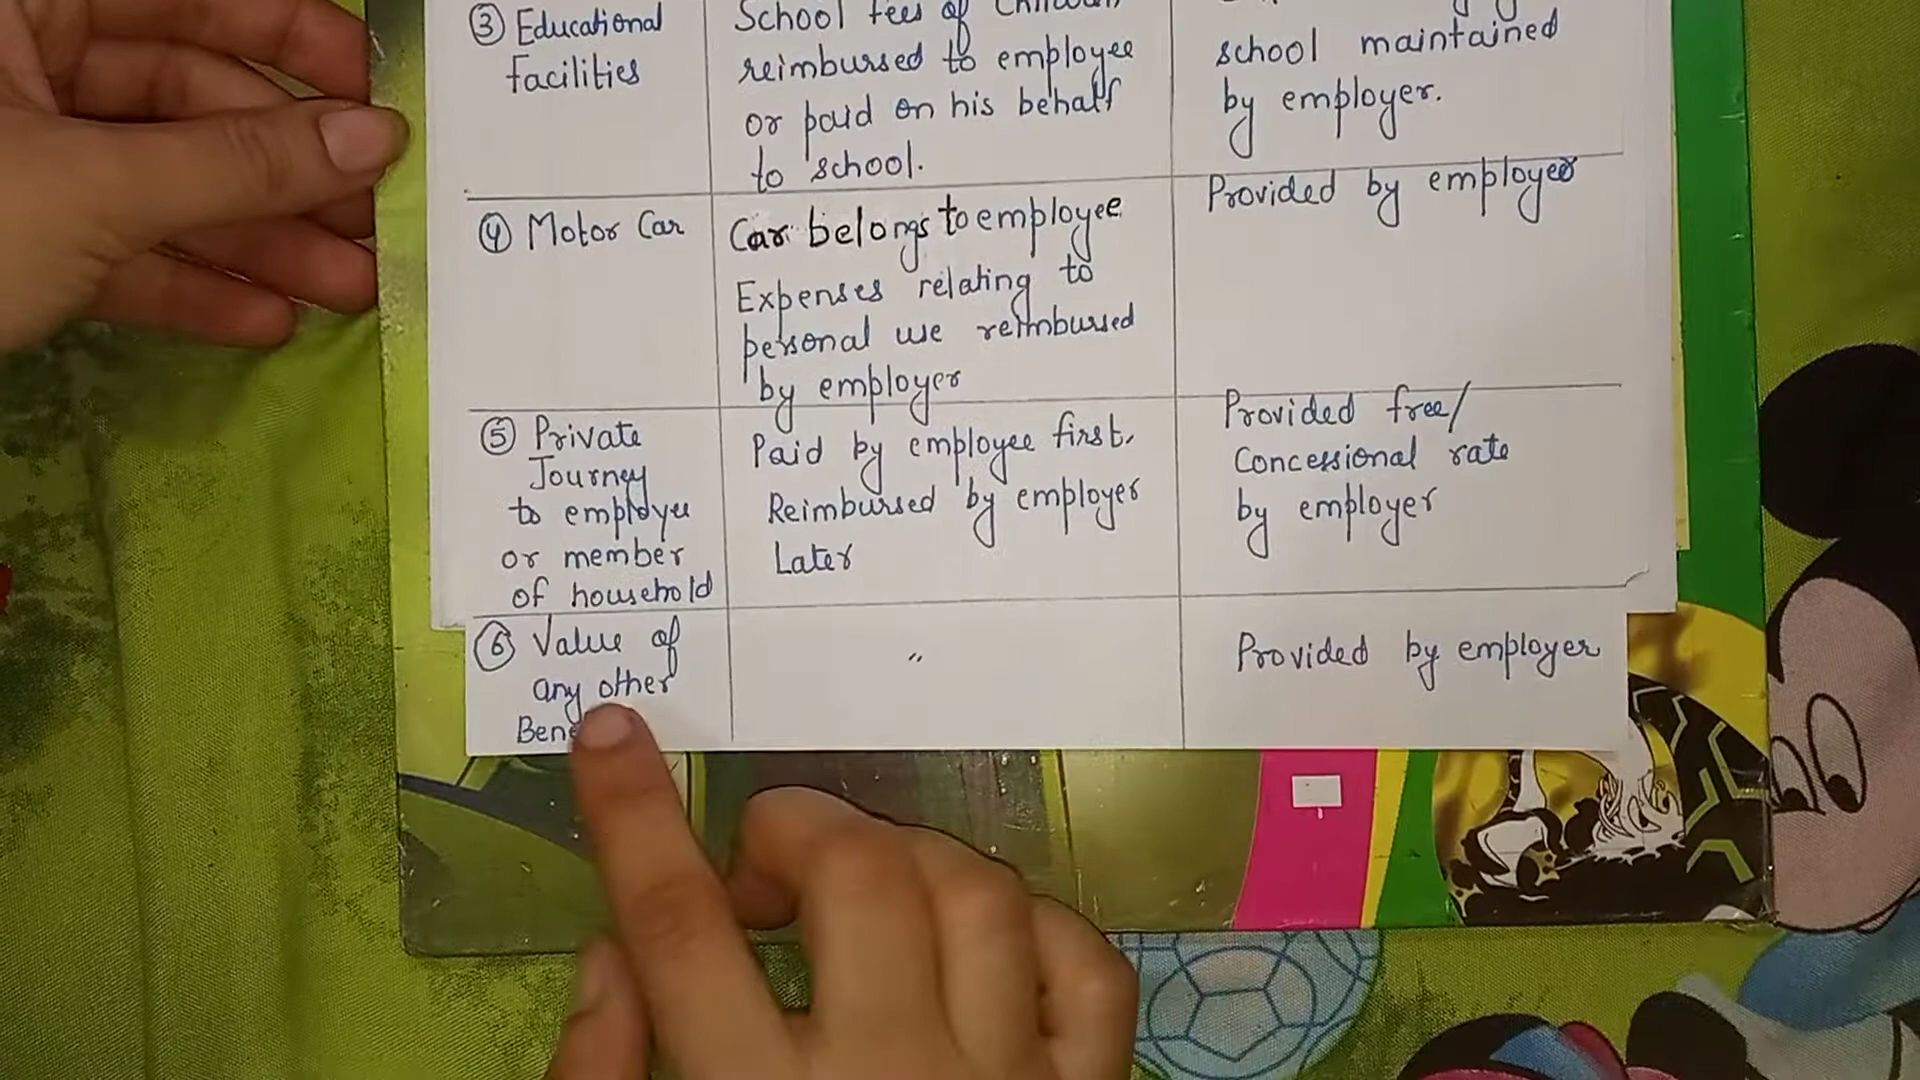 ③ Educational
facilities
School fees of
reimbursed to employee
or paid on his behalf
to school.
school maintained
by employer.
④ Motor Car
Car belongs to employee
Expenses relating to
personal use reimbursed
by employer
Provided by employer
⑤ Private
Journey
to employee
or member
of household
Paid by employee first.
Reimbursed by employer
Later
Provided free/
Concessional rate
by employer
⑥ Value of
any other
"
Provided by employer